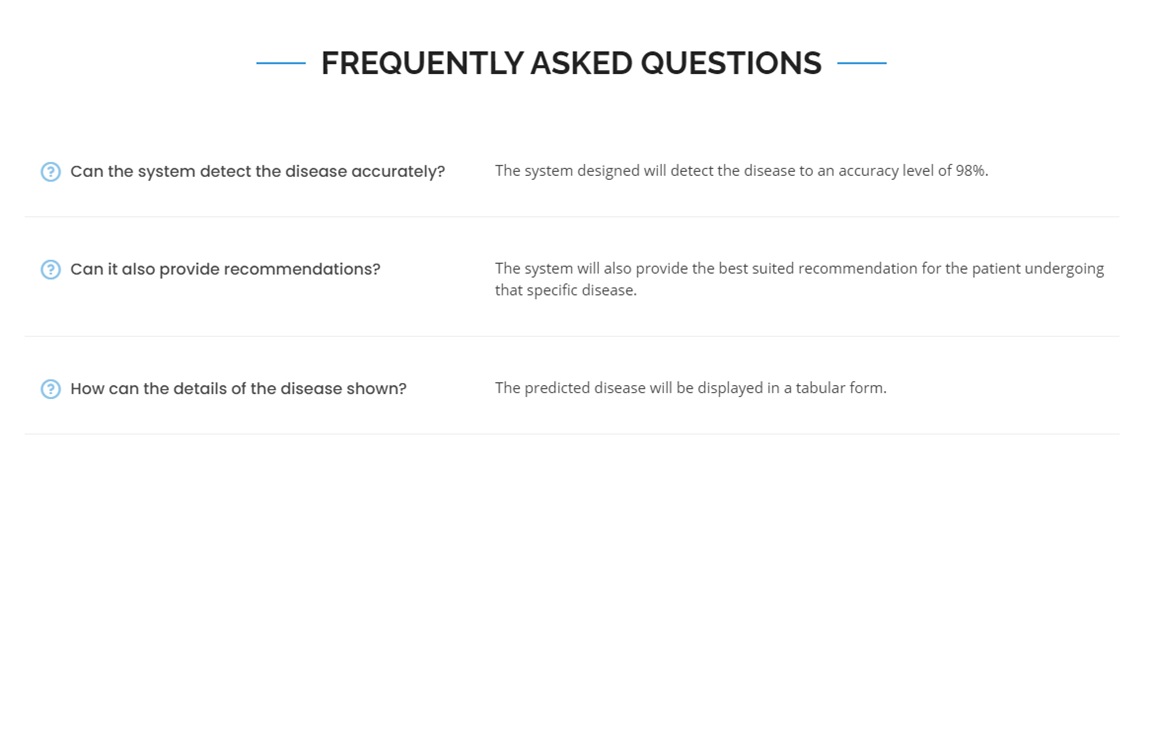 FREQUENTLY ASKED QUESTIONS
Can the system detect the disease accurately?
The system designed will detect the disease to an accuracy level of 98%.
Can it also provide recommendations?
The system will also provide the best suited recommendation for the patient undergoing
that specific disease.
How can the details of the disease shown?
The predicted disease will be displayed in a tabular form.